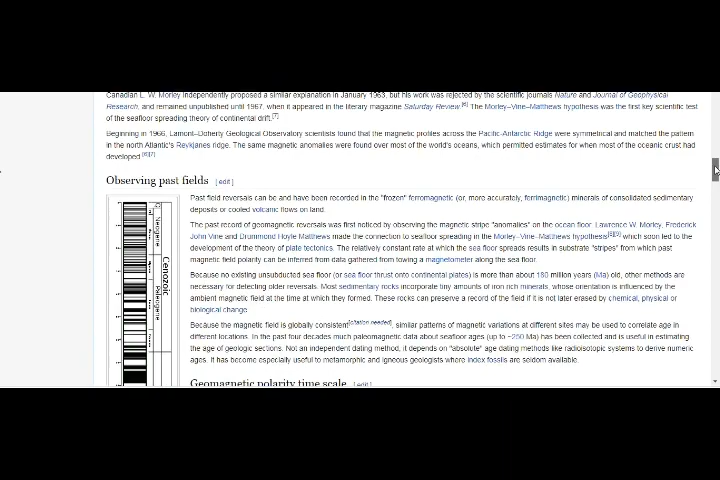 Canadian L. W. Morley independently proposed a similar explanation in January 1963, but his work was rejected by the scientific journals Nature and Journal of Geophysical
Research, and remained unpublished until 1967, when it appeared in the literary magazine Saturday Review.[6] The Morley–Vine–Matthews hypothesis was the first key scientific test
of the seafloor spreading theory of continental drift.[7]
Beginning in 1966, Lamont–Doherty Geological Observatory scientists found that the magnetic profiles across the Pacific-Antarctic Ridge were symmetrical and matched the pattern
in the north Atlantic's Reykjanes ridge. The same magnetic anomalies were found over most of the world's oceans, which permitted estimates for when most of the oceanic crust had
developed.[6][7]
Observing past fields [edit]
Past field reversals can be and have been recorded in the "frozen" ferromagnetic (or, more accurately, ferrimagnetic) minerals of consolidated sedimentary
deposits or cooled volcanic flows on land.
The past record of geomagnetic reversals was first noticed by observing the magnetic stripe "anomalies" on the ocean floor. Lawrence W. Morley, Frederick
John Vine and Drummond Hoyle Matthews made the connection to seafloor spreading in the Morley–Vine–Matthews hypothesis[8][9] which soon led to the
development of the theory of plate tectonics. The relatively constant rate at which the sea floor spreads results in substrate "stripes" from which past
magnetic field polarity can be inferred from data gathered from towing a magnetometer along the sea floor.
Because no existing unsubducted sea floor (or sea floor thrust onto continental plates) is more than about 180 million years (Ma) old, other methods are
necessary for detecting older reversals. Most sedimentary rocks incorporate tiny amounts of iron rich minerals, whose orientation is influenced by the
ambient magnetic field at the time at which they formed. These rocks can preserve a record of the field if it is not later erased by chemical, physical or
biological change.
Because the magnetic field is globally consistent[citation needed], similar patterns of magnetic variations at different sites may be used to correlate age in
different locations. In the past four decades much paleomagnetic data about seafloor ages (up to ~250 Ma) has been collected and is useful in estimating
the age of geologic sections. Not an independent dating method, it depends on "absolute" age dating methods like radioisotopic systems to derive numeric
ages. It has become especially useful to metamorphic and igneous geologists where index fossils are seldom available.
Geomagnetic polarity time scale [edit]
Neogene
Cenozoic
Paleogene